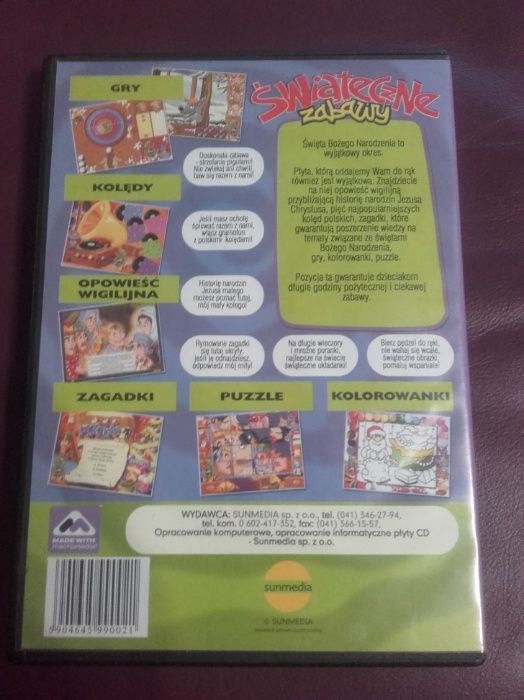 GRY
ŚWiąTeczNe
zabawy
Doskonała zabawa
- strzelanie pigułami!
Nie zwlekaj ani chwili,
baw się razem z nami!
Święta Bożego Narodzenia to
wyjątkowy okres.
Płyta, którą oddajemy Wam do rąk
również jest wyjątkowa. Znajdziecie
na niej opowieść wigilijną
przybliżającą historię narodzin Jezusa
Chrystusa, pięć najpopularniejszych
kolęd polskich, zagadki, które
gwarantują poszerzenie wiedzy na
tematy związane ze świętami
Bożego Narodzenia,
gry, kolorowanki, puzzle.
Pozycja ta gwarantuje dzieciakom
długie godziny pożytecznej i ciekawej
zabawy.
KOLĘDY
Jeśli masz ochotę
śpiewać razem z nami,
włącz gramofon
z polskimi kolędami!
OPOWIEŚĆ
WIGILIJNA
Historię narodzin
Jezusa małego
możesz poznać tutaj,
mój mały kolego!
Rymowane zagadki
się tutaj ukryły,
jeśli je odnajdziesz,
odpowiedz mój miły!
Na długie wieczory
i mroźne poranki,
najlepsze na świecie
świąteczne układanki!
Bierz pędzel do ręki,
nie wahaj się wcale,
świąteczne obrazki,
pomaluj wspaniale!
ZAGADKI
PUZZLE
KOLOROWANKI
WYDAWCA: SUNMEDIA sp. z o.o., tel. (041) 346-27-94,
tel. kom. 0 602-417-352, fax: (041) 366-15-57,
Opracowanie komputerowe, opracowanie informatyczne płyty CD
- Sunmedia sp. z o.o.
MADE WITH
macromedia
5904645990021
sunmedia
© SUNMEDIA